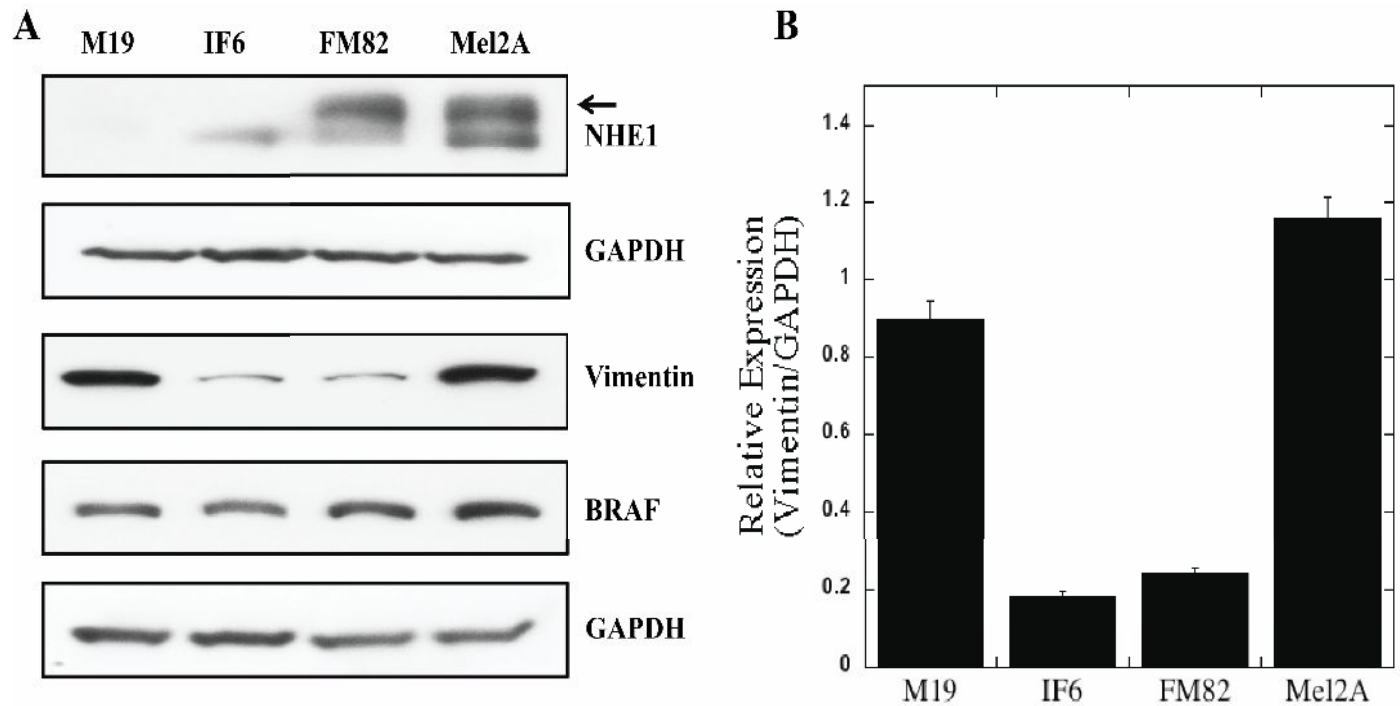 A
M19 IF6 FM82 Mel2A
NHE1
GAPDH
Vimentin
BRAF
GAPDH
B
Relative Expression
(Vimentin/GAPDH)
1.4
1.2
1
0.8
0.6
0.4
0.2
0
M19 IF6 FM82 Mel2A